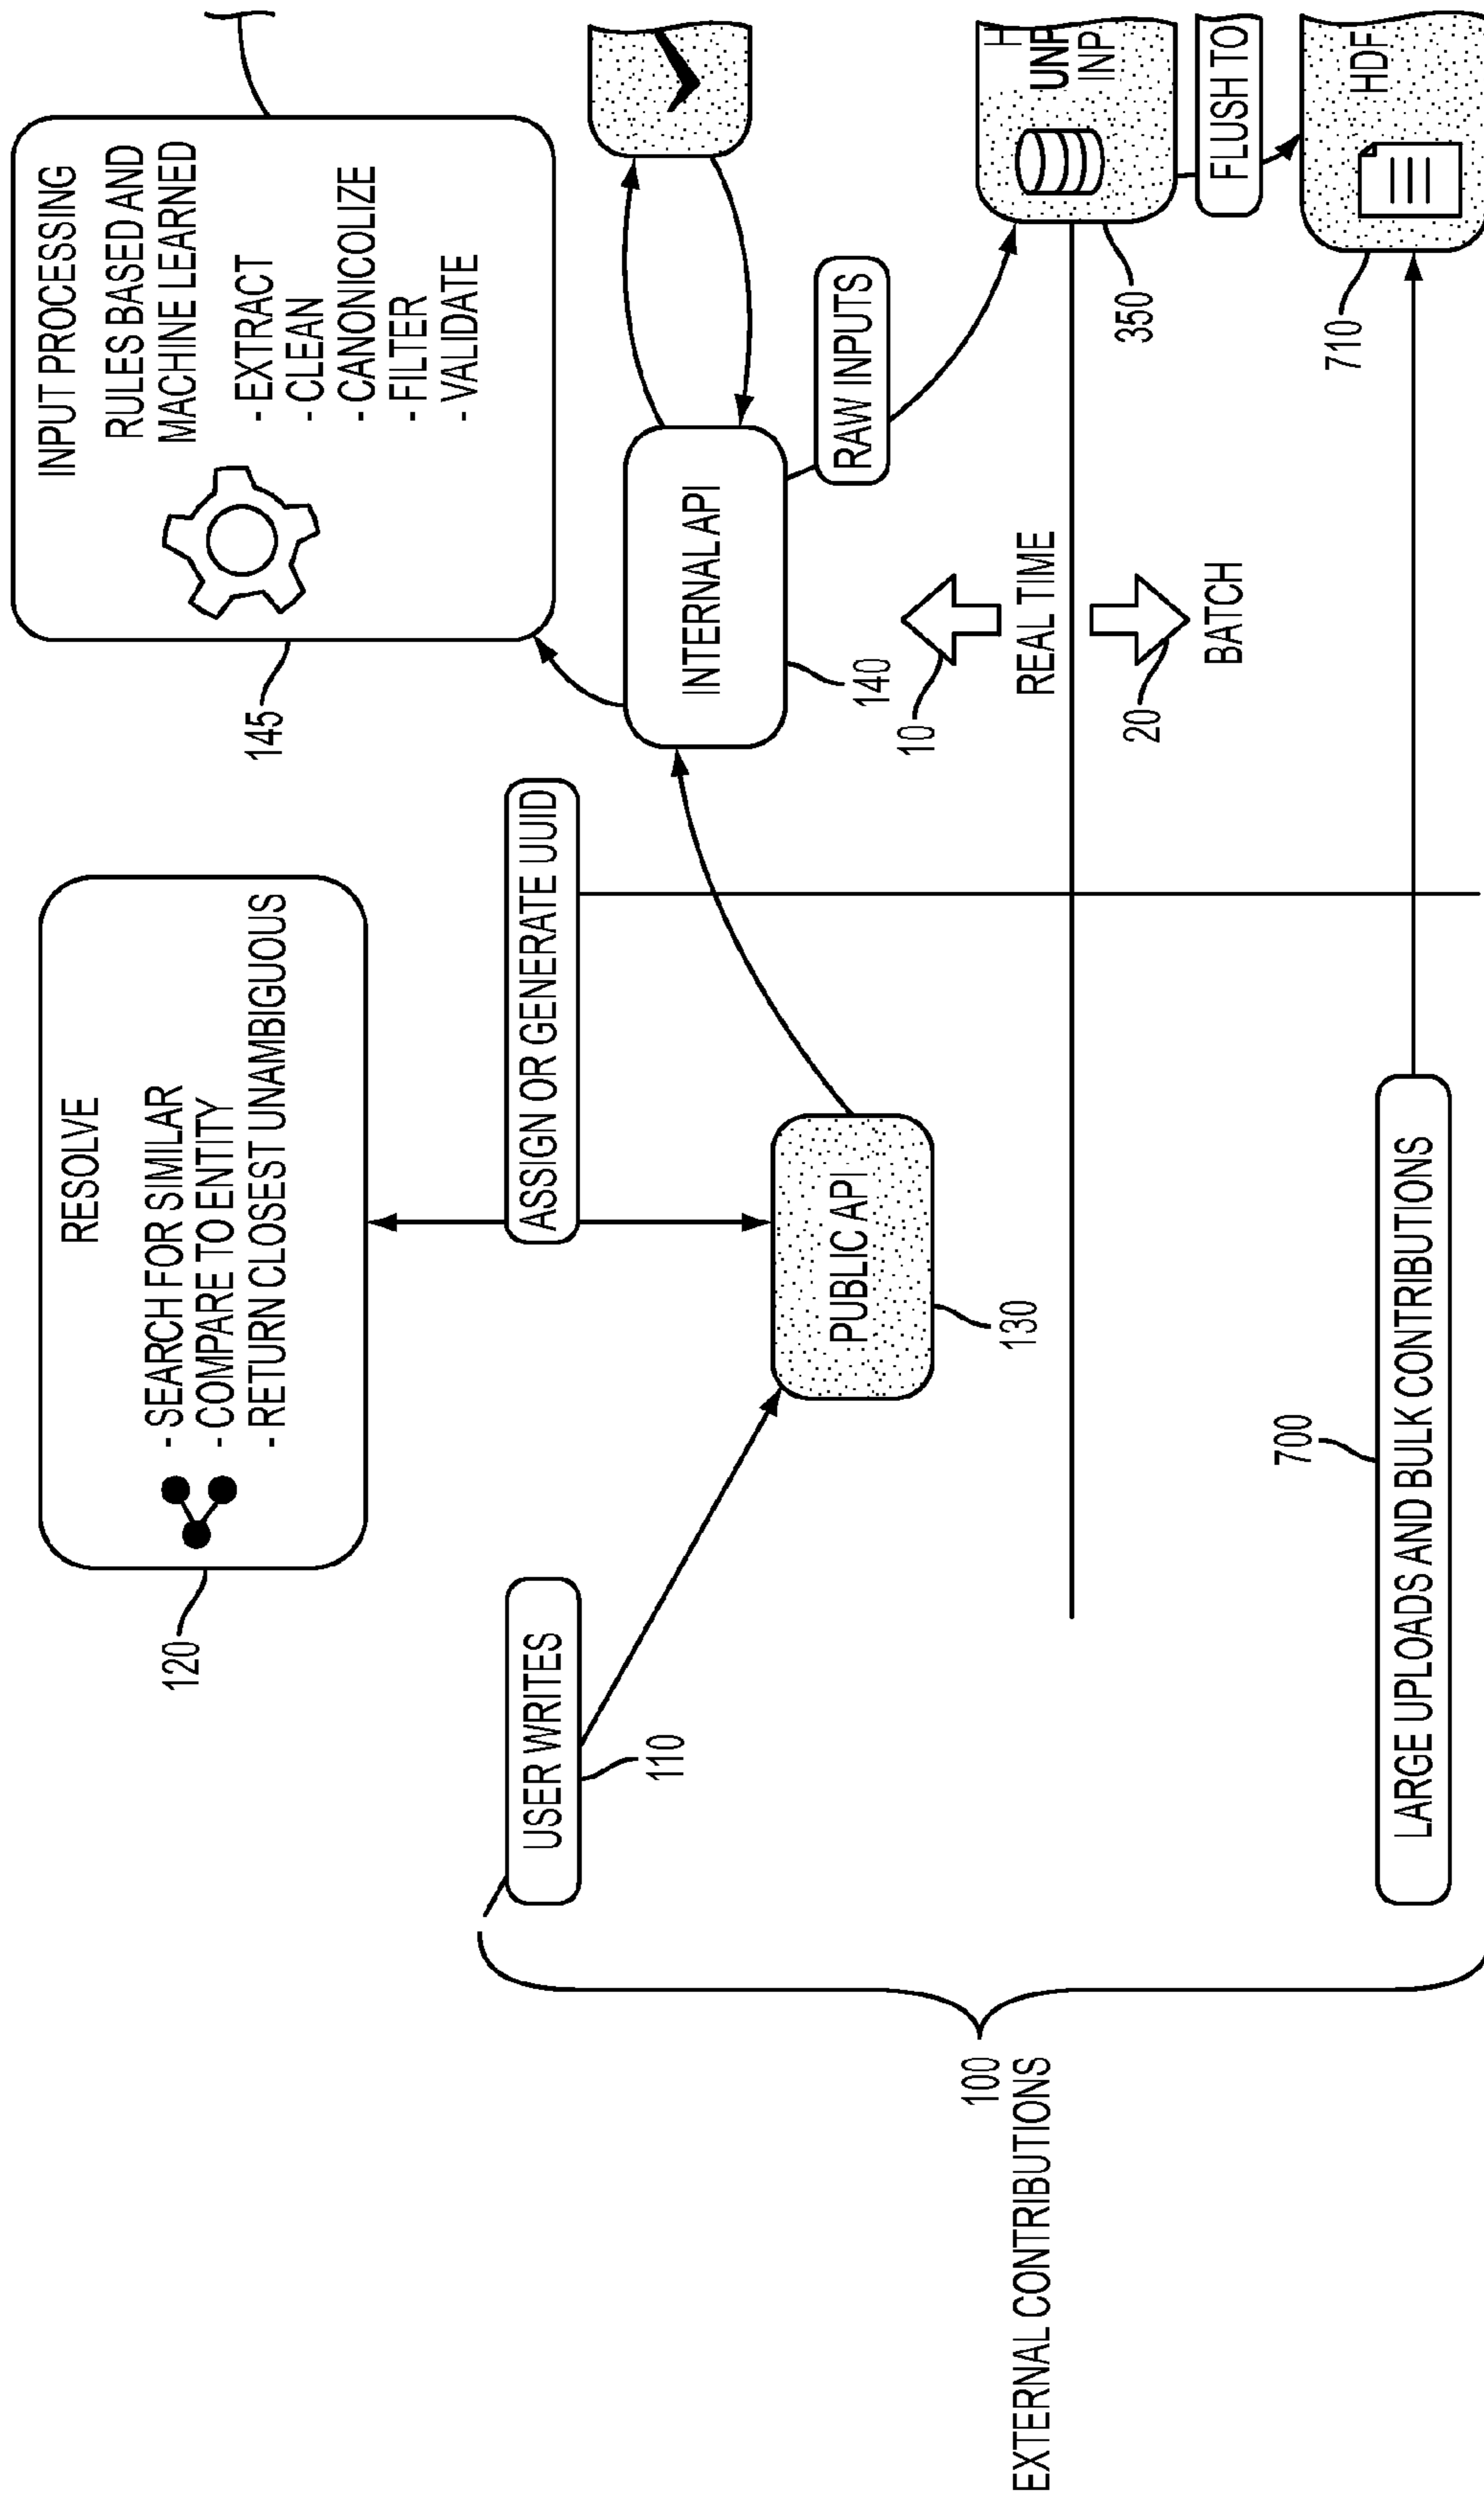 RESOLVE
- SEARCH FOR SIMILAR
- COMPARE TO ENTITY
- RETURN CLOSEST UNAMBIGUOUS
120
INPUT PROCESSING
RULES BASED AND
MACHINE LEARNED
- EXTRACT
- CLEAN
- CANONICOLIZE
- FILTER
- VALIDATE
145
USER WRITES
110
ASSIGN OR GENERATE UUID
PUBLIC API
130
INTERNAL API
140
RAW INPUTS
10
REAL TIME
20
BATCH
H
UNP
INP
350
FLUSH TO
HDF
710
100
EXTERNAL CONTRIBUTIONS
700
LARGE UPLOADS AND BULK CONTRIBUTIONS